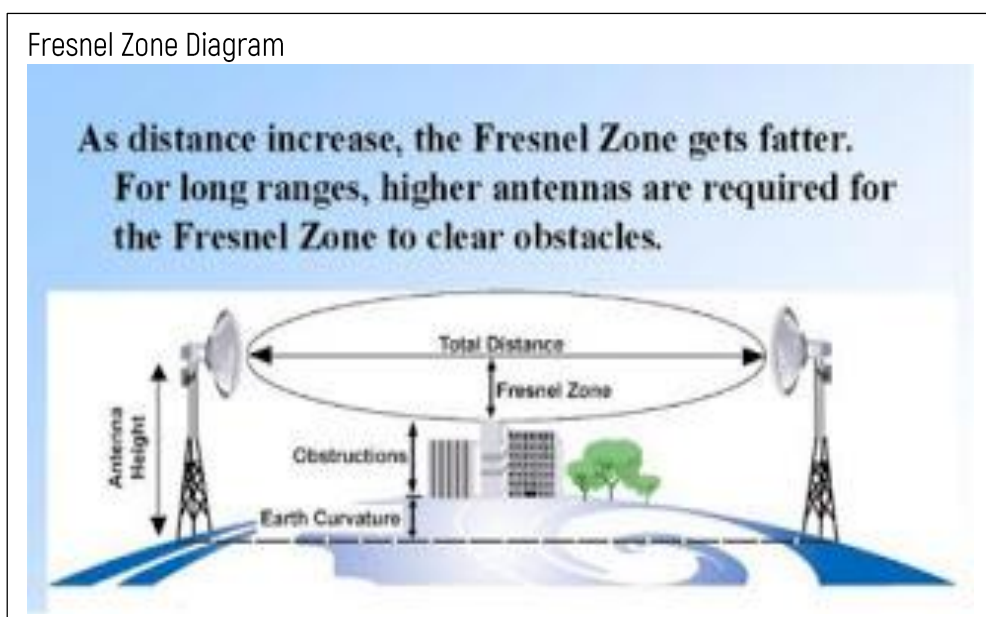 Fresnel Zone Diagram
As distance increase, the Fresnel Zone gets fatter.
For long ranges, higher antennas are required for
the Fresnel Zone to clear obstacles.
Total Distance
Fresnel Zone
Antenna
Height
Obstructions
Earth Curvature